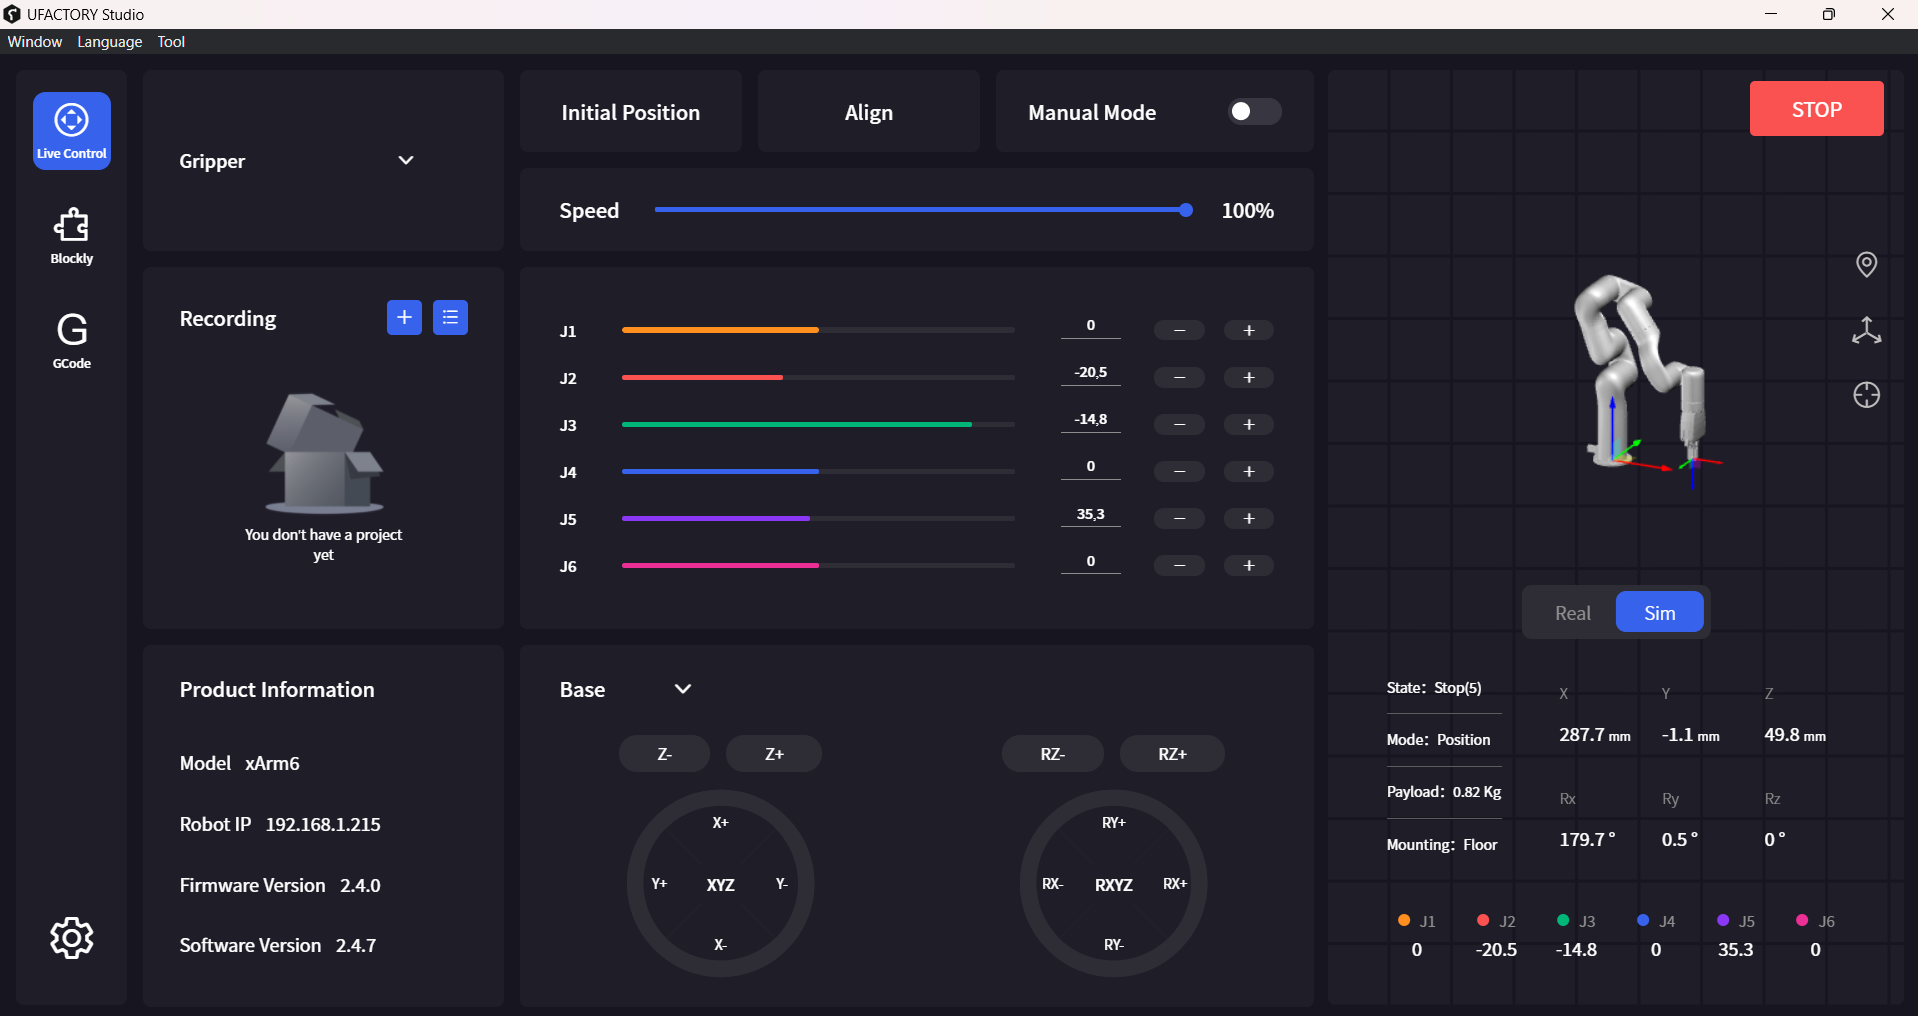 UFACTORY Studio
Window Language Tool
Live Control
Blockly
G
GCode
Gripper
Initial Position
Align
Manual Mode
STOP
Speed 100%
Recording
+
You don't have a project
yet
J1 0 − +
J2 -20,5 − +
J3 -14,8 − +
J4 0 − +
J5 35,3 − +
J6 0 − +
Real Sim
Product Information
Model xArm6
Robot IP 192.168.1.215
Firmware Version 2.4.0
Software Version 2.4.7
Base
Z- Z+
X+
Y+ XYZ Y-
X-
RZ- RZ+
RY+
RX- RXYZ RX+
RY-
State: Stop(5)
Mode: Position
Payload: 0.82 Kg
Mounting: Floor
X Y Z
287.7 mm -1.1 mm 49.8 mm
Rx Ry Rz
179.7° 0.5° 0°
J1 J2 J3 J4 J5 J6
0 -20.5 -14.8 0 35.3 0